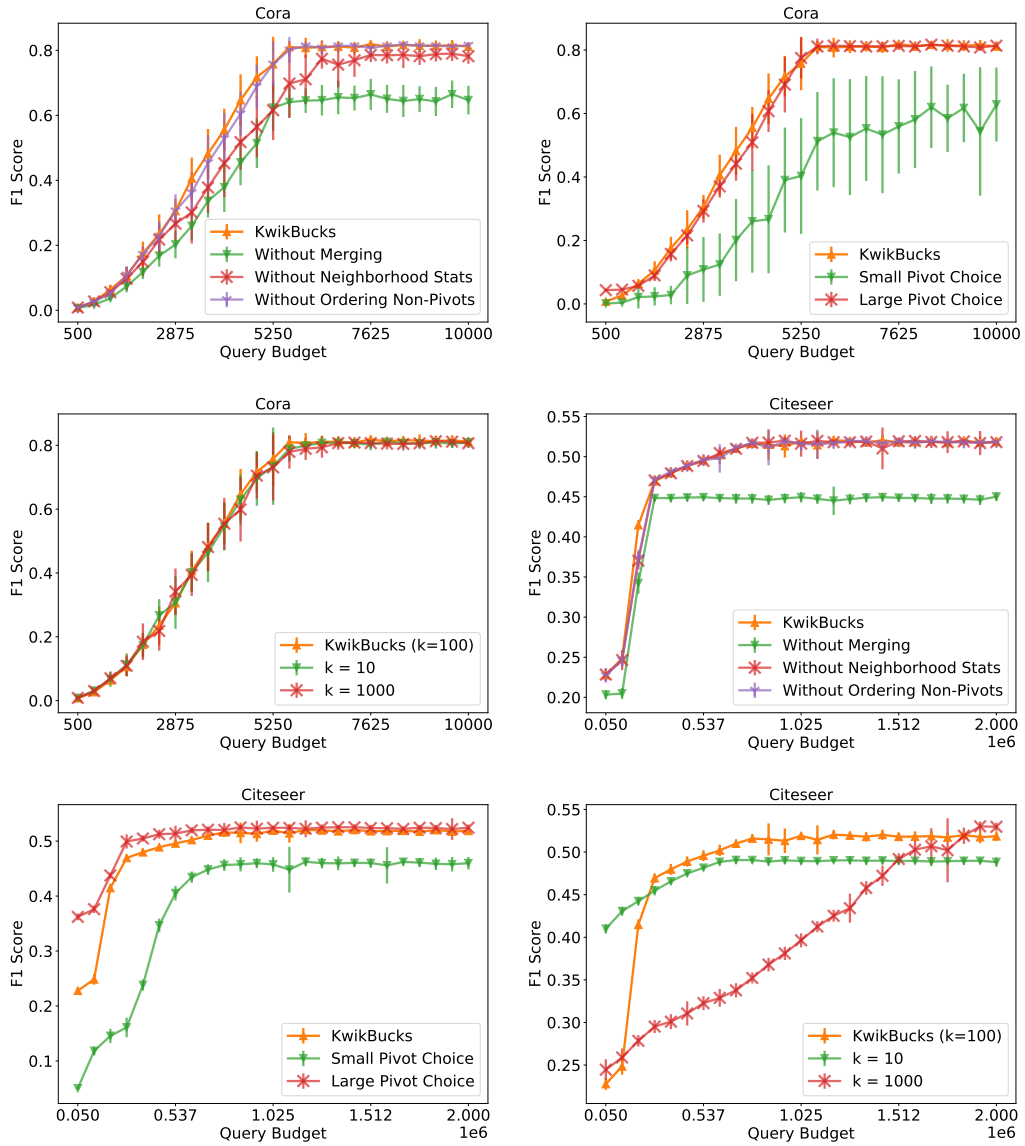 Cora
F1 Score
0.8
0.6
0.4
0.2
0.0
KwikBucks
Without Merging
Without Neighborhood Stats
Without Ordering Non-Pivots
500 2875 5250 7625 10000
Query Budget
Cora
F1 Score
0.8
0.6
0.4
0.2
0.0
KwikBucks
Small Pivot Choice
Large Pivot Choice
500 2875 5250 7625 10000
Query Budget
Cora
F1 Score
0.8
0.6
0.4
0.2
0.0
KwikBucks (k=100)
k = 10
k = 1000
500 2875 5250 7625 10000
Query Budget
Citeseer
F1 Score
0.55
0.50
0.45
0.40
0.35
0.30
0.25
0.20
KwikBucks
Without Merging
Without Neighborhood Stats
Without Ordering Non-Pivots
0.050 0.537 1.025 1.512 2.000
Query Budget
1e6
Citeseer
F1 Score
0.5
0.4
0.3
0.2
0.1
KwikBucks
Small Pivot Choice
Large Pivot Choice
0.050 0.537 1.025 1.512 2.000
Query Budget
1e6
Citeseer
F1 Score
0.55
0.50
0.45
0.40
0.35
0.30
0.25
KwikBucks (k=100)
k = 10
k = 1000
0.050 0.537 1.025 1.512 2.000
Query Budget
1e6